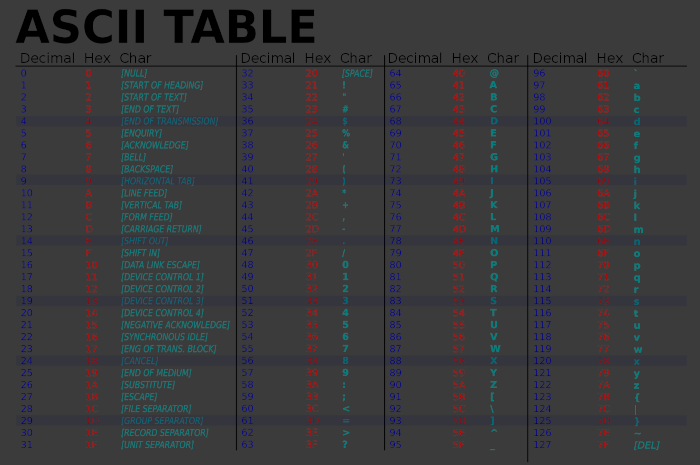 ASCII TABLE
Decimal Hex Char Decimal Hex Char Decimal Hex Char Decimal Hex Char
0 0 [NULL] 32 20 [SPACE] 64 40 @ 96 60 `
1 1 [START OF HEADING] 33 21 ! 65 41 A 97 61 a
2 2 [START OF TEXT] 34 22 " 66 42 B 98 62 b
3 3 [END OF TEXT] 35 23 # 67 43 C 99 63 c
4 4 [END OF TRANSMISSION] 36 24 $ 68 44 D 100 64 d
5 5 [ENQUIRY] 37 25 % 69 45 E 101 65 e
6 6 [ACKNOWLEDGE] 38 26 & 70 46 F 102 66 f
7 7 [BELL] 39 27 ' 71 47 G 103 67 g
8 8 [BACKSPACE] 40 28 ( 72 48 H 104 68 h
9 9 [HORIZONTAL TAB] 41 29 ) 73 49 I 105 69 i
10 A [LINE FEED] 42 2A * 74 4A J 106 6A j
11 B [VERTICAL TAB] 43 2B + 75 4B K 107 6B k
12 C [FORM FEED] 44 2C , 76 4C L 108 6C l
13 D [CARRIAGE RETURN] 45 2D - 77 4D M 109 6D m
14 E [SHIFT OUT] 46 2E . 78 4E N 110 6E n
15 F [SHIFT IN] 47 2F / 79 4F O 111 6F o
16 10 [DATA LINK ESCAPE] 48 30 0 80 50 P 112 70 p
17 11 [DEVICE CONTROL 1] 49 31 1 81 51 Q 113 71 q
18 12 [DEVICE CONTROL 2] 50 32 2 82 52 R 114 72 r
19 13 [DEVICE CONTROL 3] 51 33 3 83 53 S 115 73 s
20 14 [DEVICE CONTROL 4] 52 34 4 84 54 T 116 74 t
21 15 [NEGATIVE ACKNOWLEDGE] 53 35 5 85 55 U 117 75 u
22 16 [SYNCHRONOUS IDLE] 54 36 6 86 56 V 118 76 v
23 17 [ENG OF TRANS. BLOCK] 55 37 7 87 57 W 119 77 w
24 18 [CANCEL] 56 38 8 88 58 X 120 78 x
25 19 [END OF MEDIUM] 57 39 9 89 59 Y 121 79 y
26 1A [SUBSTITUTE] 58 3A : 90 5A Z 122 7A z
27 1B [ESCAPE] 59 3B ; 91 5B [ 123 7B {
28 1C [FILE SEPARATOR] 60 3C < 92 5C \ 124 7C |
29 1D [GROUP SEPARATOR] 61 3D = 93 5D ] 125 7D }
30 1E [RECORD SEPARATOR] 62 3E > 94 5E ^ 126 7E ~
31 1F [UNIT SEPARATOR] 63 3F ? 95 5F _ 127 7F [DEL]